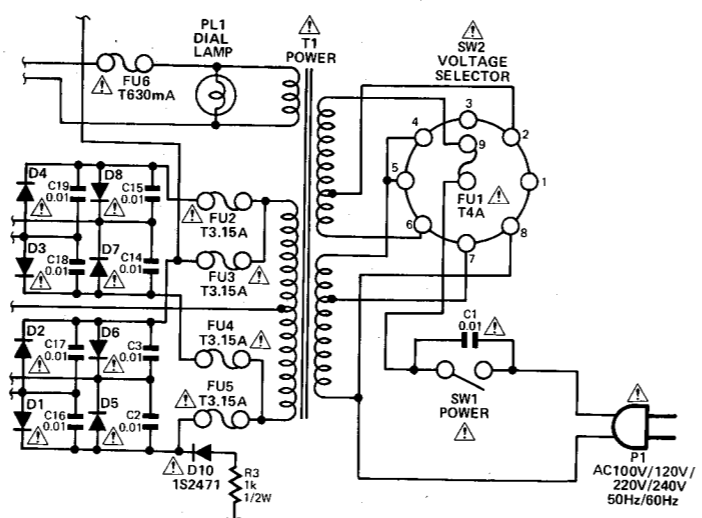 PL1
DIAL
LAMP
T1
POWER
SW2
VOLTAGE
SELECTOR
FU6
T630mA
3
4
2
9
5
1
FU1
T4A
6
8
7
D4
D8
C19
0.01
C15
0.01
FU2
T3.15A
D3
D7
C18
0.01
C14
0.01
FU3
T3.15A
D2
D6
C17
0.01
C3
0.01
FU4
T3.15A
C1
0.01
D1
D5
C16
0.01
C2
0.01
FU5
T3.15A
SW1
POWER
D10
1S2471
R3
1k
1/2W
P1
AC100V/120V/
220V/240V
50Hz/60Hz